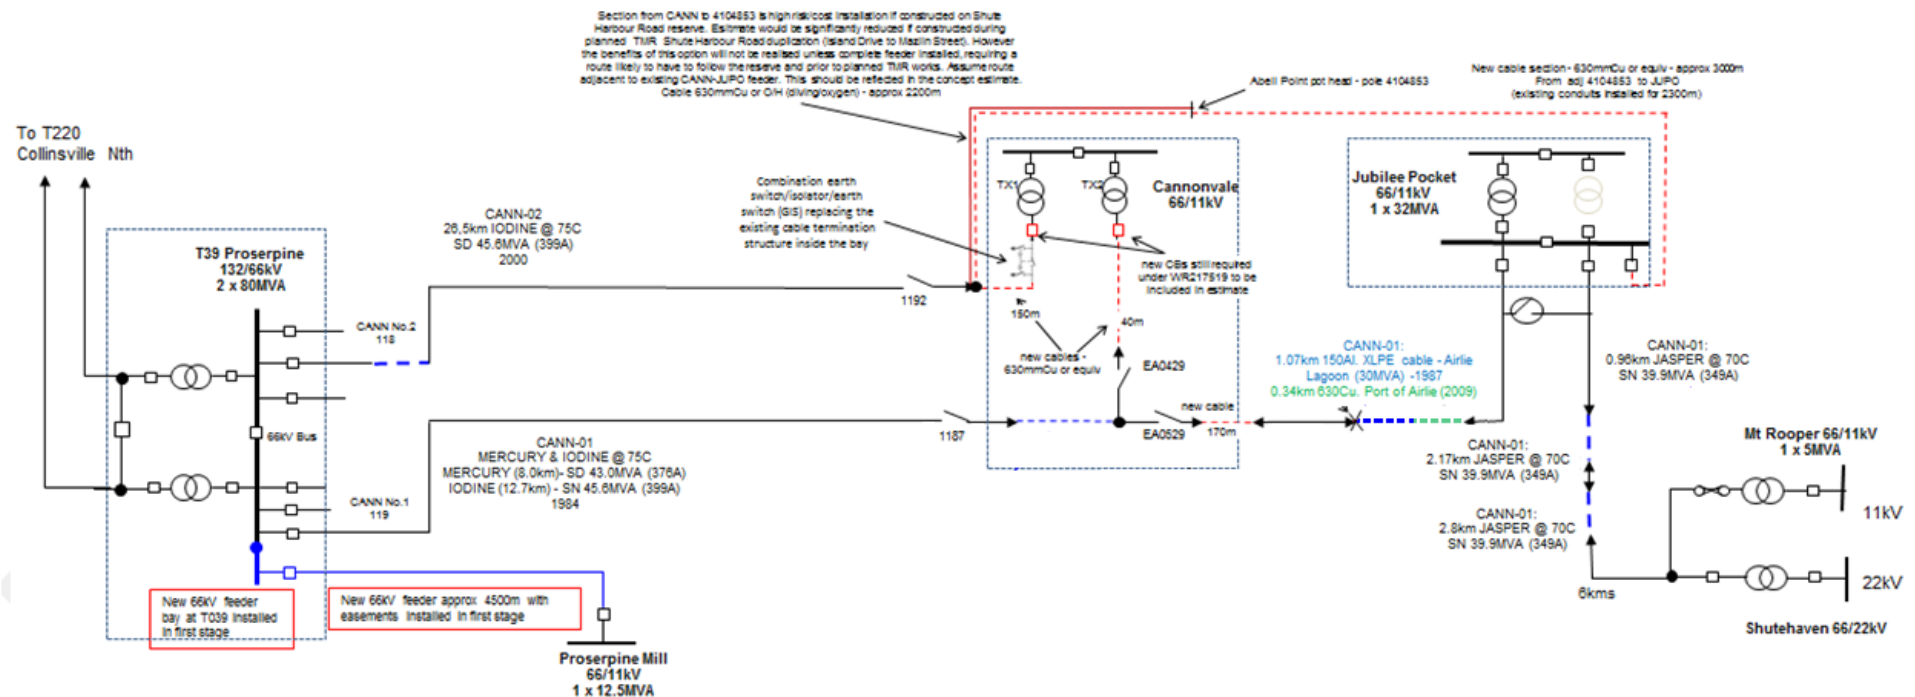 Section from CANN to 4104853 is high risk/cost installation if constructed on Shute
Harbour Road reserve. Esitmate would be significantly reduced if constructed during
planned TMR Shute Harbour Road duplication (Island Drive to Mazlin Street). However
the benefits of this option will not be realised unless complete feeder installed, requiring a
route likely to have to follow the reserve and prior to planned TMR works. Assume route
adjacent to existing CANN-JUPO feeder. This should be reflected in the concept estimate.
Cable 630mmCu or O/H (diving/oxygen) - approx 2200m
Abell Point pot head - pole 4104853
New cable section - 630mmCu or equiv - approx 3000m
From adj 4104853 to JUPO
(existing conduits installed for 2300m)
To T220
Collinsville Nth
Combination earth
switch/isolator/earth
switch (GIS) replacing the
existing cable termination
structure inside the bay
CANN-02
26.5km IODINE @ 75C
SD 45.6MVA (399A)
2000
TX1
TX2
Cannonvale
66/11kV
Jubilee Pocket
66/11kV
1 x 32MVA
T39 Proserpine
132/66kV
2 x 80MVA
new CBs still required
under WR217519 to be
included in estimate
1192
150m
40m
CANN No.2
118
new cables -
630mmCu or equiv
EA0429
CANN-01:
1.07km 150Al. XLPE cable - Airlie
Lagoon (30MVA) -1987
0.34km 630Cu. Port of Airlie (2009)
CANN-01:
0.96km JASPER @ 70C
SN 39.9MVA (349A)
new cable
170m
EA0529
1187
66kV Bus
CANN-01
MERCURY & IODINE @ 75C
MERCURY (8.0km)- SD 43.0MVA (376A)
IODINE (12.7km) - SN 45.6MVA (399A)
1984
CANN-01:
2.17km JASPER @ 70C
SN 39.9MVA (349A)
Mt Rooper 66/11kV
1 x 5MVA
CANN No.1
119
CANN-01:
2.8km JASPER @ 70C
SN 39.9MVA (349A)
11kV
22kV
6kms
Shutehaven 66/22kV
New 66kV feeder
bay at T039 installed
in first stage
New 66kV feeder approx 4500m with
easements installed in first stage
Proserpine Mill
66/11kV
1 x 12.5MVA